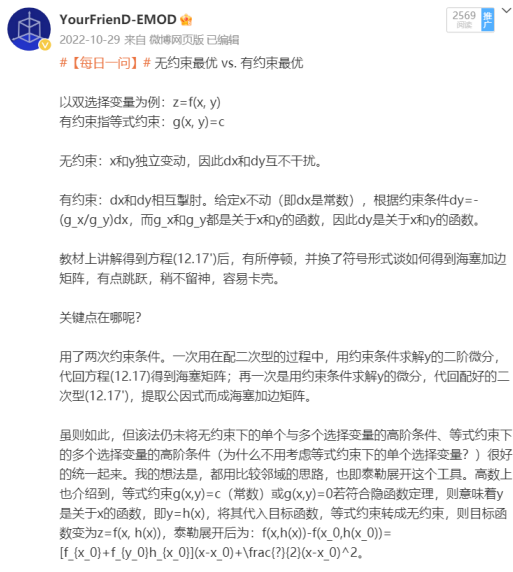 YourFrienD-EMOD
2569
阅读
推广
2022-10-29 来自 微博网页版 已编辑
#【每日一问】# 无约束最优 vs. 有约束最优
以双选择变量为例：z=f(x, y)
有约束指等式约束：g(x, y)=c
无约束：x和y独立变动，因此dx和dy互不干扰。
有约束：dx和dy相互掣肘。给定x不动（即dx是常数），根据约束条件dy=-
(g_x/g_y)dx，而g_x和g_y都是关于x和y的函数，因此dy是关于x和y的函数。
教材上讲解得到方程(12.17')后，有所停顿，并换了符号形式谈如何得到海塞加边
矩阵，有点跳跃，稍不留神，容易卡壳。
关键点在哪呢？
用了两次约束条件。一次用在配二次型的过程中，用约束条件求解y的二阶微分，
代回方程(12.17)得到海塞矩阵；再一次是用约束条件求解y的微分，代回配好的二
次型(12.17')，提取公因式而成海塞加边矩阵。
虽则如此，但该法仍未将无约束下的单个与多个选择变量的高阶条件、等式约束下
的多个选择变量的高阶条件（为什么不用考虑等式约束下的单个选择变量？）很好
的统一起来。我的想法是，都用比较邻域的思路，也即泰勒展开这个工具。高数上
也介绍到，等式约束g(x,y)=c（常数）或g(x,y)=0若符合隐函数定理，则意味着y
是关于x的函数，即y=h(x)，将其代入目标函数，等式约束转成无约束，则目标函
数变为z=f(x, h(x))，泰勒展开后为：f(x,h(x))-f(x_0,h(x_0))=
[f_{x_0}+f_{y_0}h_{x_0}](x-x_0)+\frac{?}{2}(x-x_0)^2。